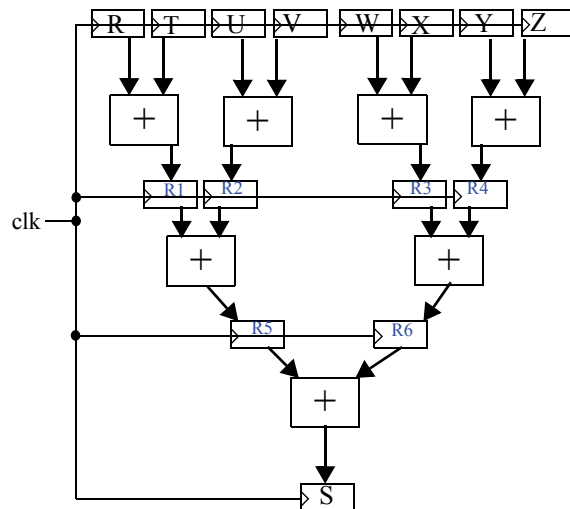 R T U V W X Y Z
+ + + +
R1 R2 R3 R4
clk
+ +
R5 R6
+
S